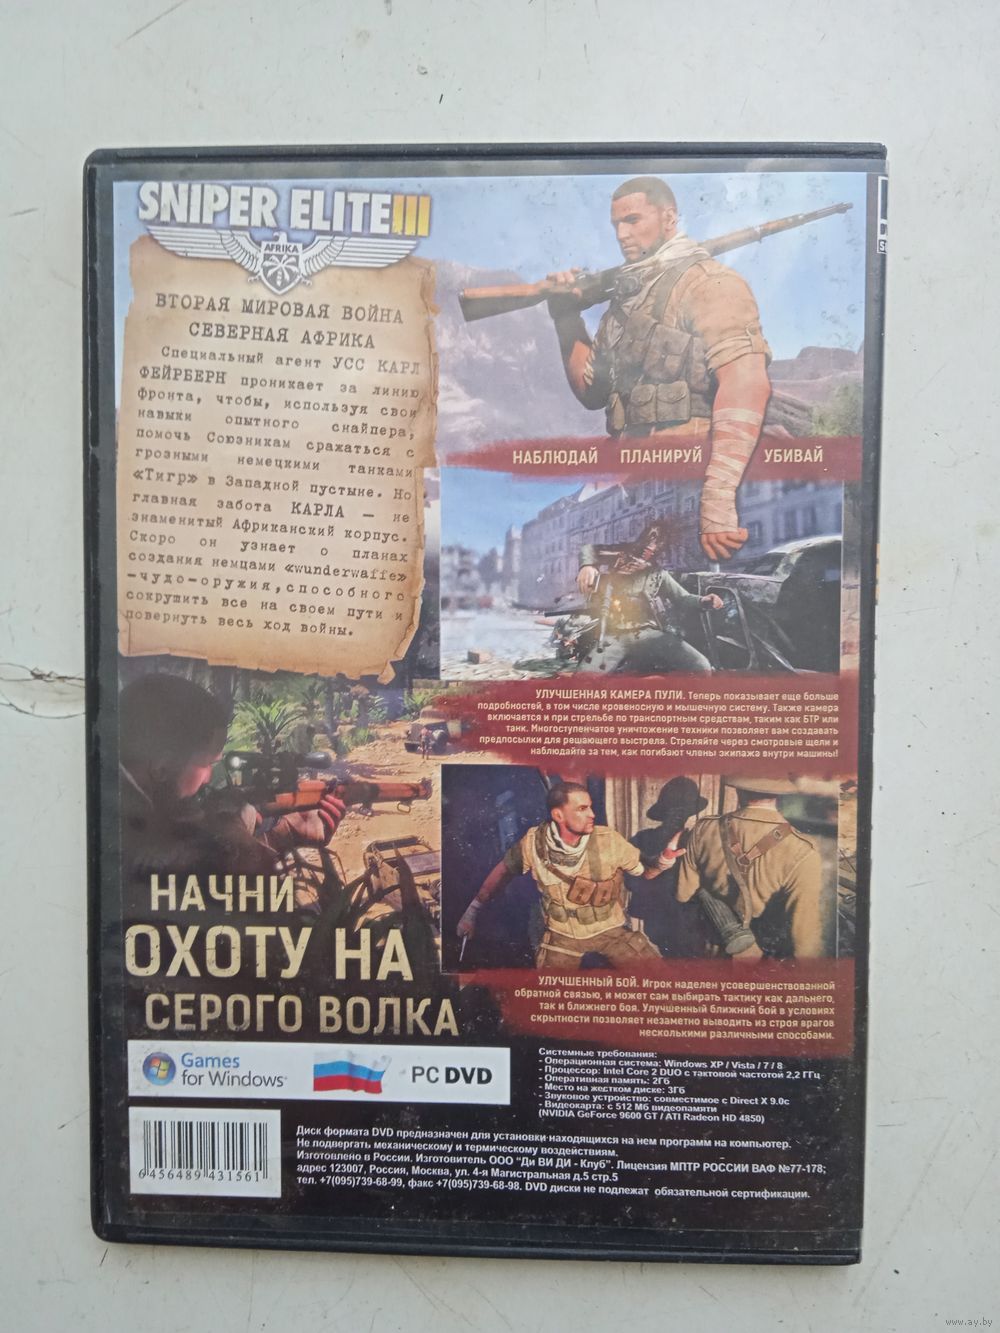 SNIPER ELITE III
AFRIKA
ВТОРАЯ МИРОВАЯ ВОЙНА
СЕВЕРНАЯ АФРИКА
Специальный агент УСС КАРЛ
ФЕЙРБЕРН проникает за линию
фронта, чтобы, используя свои
навыки опытного снайпера,
помочь Союзникам сражаться с
грозными немецкими танками
«Тигр» в Западной пустыне. Но
главная забота КАРЛА — не
знаменитый Африканский корпус.
Скоро он узнает о планах
создания немцами «wunderwaffe»
-чудо-оружия,способного
сокрушить все на своем пути и
повернуть весь ход войны.
НАБЛЮДАЙ ПЛАНИРУЙ УБИВАЙ
УЛУЧШЕННАЯ КАМЕРА ПУЛИ. Теперь показывает еще больше
подробностей, в том числе кровеносную и мышечную систему. Также камера
включается и при стрельбе по транспортным средствам, таким как БТР или
танк. Многоступенчатое уничтожение техники позволяет вам создавать
предпосылки для решающего выстрела. Стреляйте через смотровые щели и
наблюдайте за тем, как погибают члены экипажа внутри машины!
НАЧНИ
ОХОТУ НА
СЕРОГО ВОЛКА
УЛУЧШЕННЫЙ БОЙ. Игрок наделен усовершенствованной
обратной связью, и может сам выбирать тактику как дальнего,
так и ближнего боя. Улучшенный ближний бой в условиях
скрытности позволяет незаметно выводить из строя врагов
несколькими различными способами.
Games
for Windows
PC DVD
Системные требования:
- Операционная система: Windows XP / Vista / 7 / 8
- Процессор: Intel Core 2 DUO с тактовой частотой 2,2 ГГц
- Оперативная память: 2Гб
- Место на жестком диске: 3Гб
- Звуковое устройство: совместимое с Direct X 9.0c
- Видеокарта: с 512 Мб видеопамяти
(NVIDIA GeForce 9600 GT / ATI Radeon HD 4850)
6 456489 431561
Диск формата DVD предназначен для установки находящихся на нем программ на компьютер.
Не подвергать механическому и термическому воздействиям.
Изготовлено в России. Изготовитель ООО "Ди ВИ ДИ - Клуб". Лицензия МПТР РОССИИ ВАФ №77-178;
адрес 123007, Россия, Москва, ул. 4-я Магистральная д.5 стр.5
тел. +7(095)739-68-99, факс +7(095)739-68-98. DVD диски не подлежат обязательной сертификации.
www.ay.by